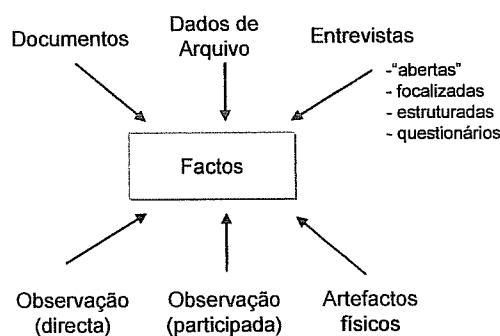 Documentos
Dados de
Arquivo
Entrevistas
-"abertas"
- focalizadas
- estruturadas
- questionários
Factos
Observação
(directa)
Observação
(participada)
Artefactos
físicos